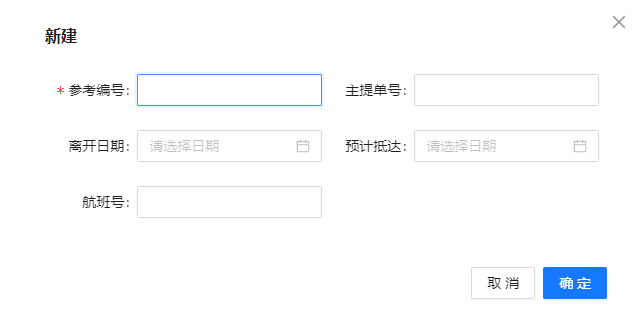 新建
* 参考编号: 主提单号:
离开日期: 请选择日期 预计抵达: 请选择日期
航班号:
取 消 确 定